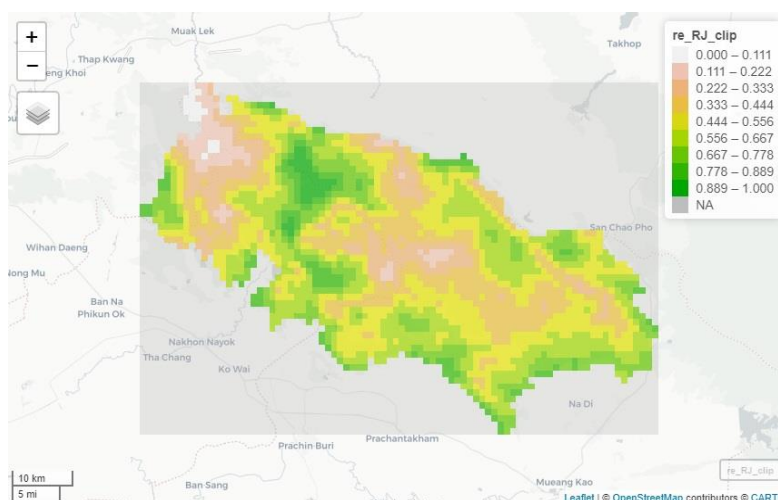 +
−
Muak Lek
Thap Kwang
eng Khoi
Takhop
re_RJ_clip
0.000 – 0.111
0.111 – 0.222
0.222 – 0.333
0.333 – 0.444
0.444 – 0.556
0.556 – 0.667
0.667 – 0.778
0.778 – 0.889
0.889 – 1.000
NA
San Chao Pho
Wihan Daeng
Nong Mu
Ban Na
Phikun Ok
Nakhon Nayok
Tha Chang
Ko Wai
Na Di
Prachin Buri
Prachantakham
10 km
5 mi
Ban Sang
Mueang Kao
re_RJ_clip
Leaflet | © OpenStreetMap contributors © CART